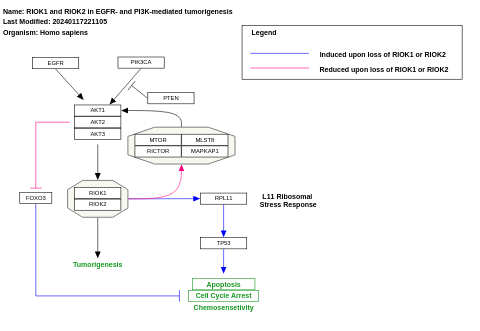 Name: RIOK1 and RIOK2 in EGFR- and PI3K-mediated tumorigenesis
Last Modified: 20240117221105
Organism: Homo sapiens
Legend
Induced upon loss of RIOK1 or RIOK2
Reduced upon loss of RIOK1 or RIOK2
EGFR
PIK3CA
PTEN
AKT1
AKT2
AKT3
MTOR
MLST8
RICTOR
MAPKAP1
FOXO3
RIOK1
RIOK2
RPL11
L11 Ribosomal
Stress Response
TP53
Tumorigenesis
Apoptosis
Cell Cycle Arrest
Chemosensetivity